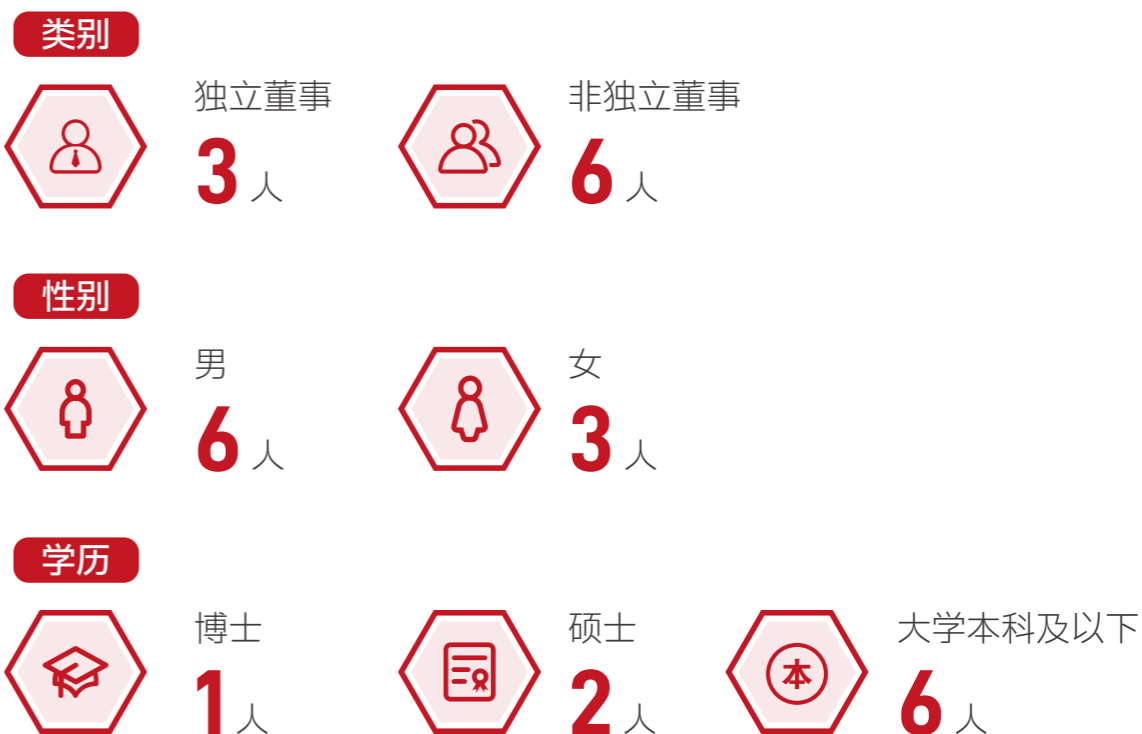 类别
独立董事 非独立董事
3 人 6 人
性别
男 女
6 人 3 人
学历
博士 硕士 大学本科及以下
本
1 人 2 人 6 人